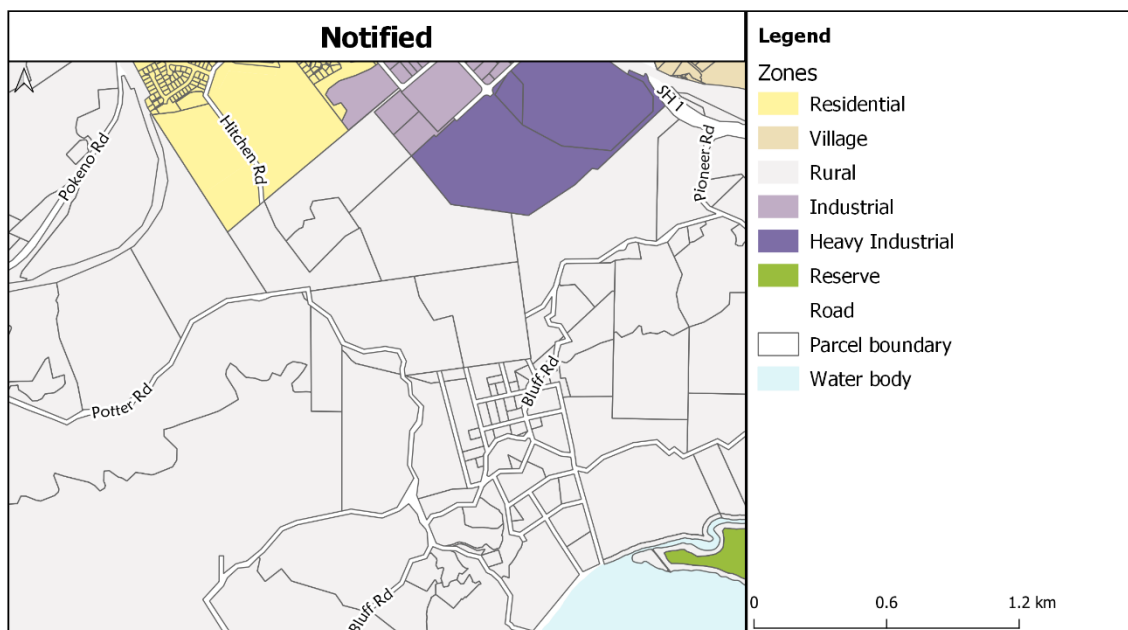 Notified
Legend
Zones
Residential
Village
Rural
Industrial
Heavy Industrial
Reserve
Road
Parcel boundary
Water body
SH 1
Hitchen Rd
Pokeno Rd
Pioneer Rd
Bluff Rd
Potter Rd
Bluff Rd
0 0.6 1.2 km